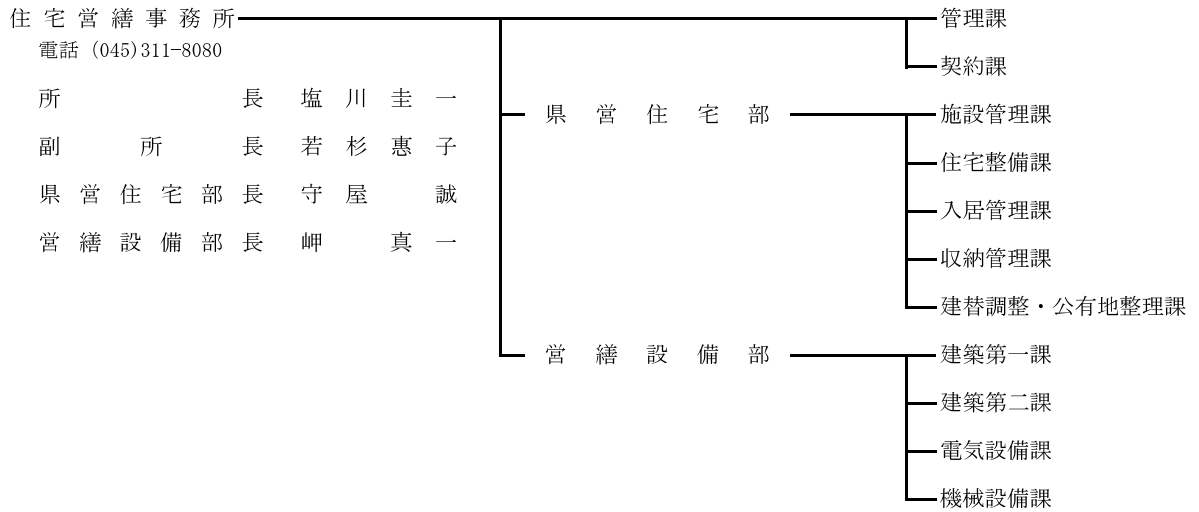 住宅営繕事務所
電話 (045)311-8080
所長 塩川圭一
副所長 若杉惠子
県営住宅部長 守屋誠
営繕設備部長 岬真一
管理課
契約課
県営住宅部
施設管理課
住宅整備課
入居管理課
収納管理課
建替調整・公有地整理課
営繕設備部
建築第一課
建築第二課
電気設備課
機械設備課